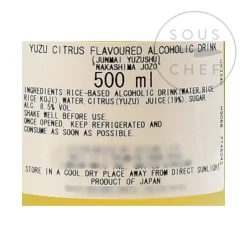 SOUS
CHEF
YUZU CITRUS FLAVOURED ALCOHOLIC DRINK
(JUNMAI YUZUSHU)
NAKASHIMA JOZO
500 ml
INGREDIENTS:RICE-BASED ALCOHOLIC DRINK(WATER,RICE,
RICE KOJI),WATER,CITRUS(YUZU) JUICE(19%),SUGAR.
ALC 8.5% VOL
SHAKE WELL BEFORE USE.
ONCE OPENED, KEEP REFRIGERATED AND
CONSUME AS SOON AS POSSIBLE.
STORE IN A COOL,DRY PLACE AWAY FROM DIRECT SUNLIGHT
PRODUCT OF JAPAN